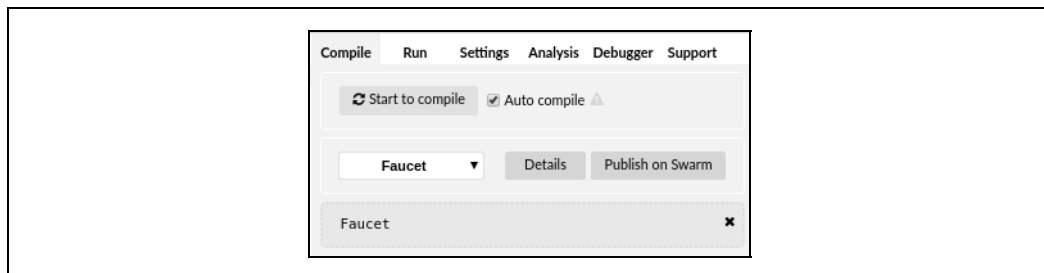 Compile Run Settings Analysis Debugger Support
Start to compile Auto compile
Faucet Details Publish on Swarm
Faucet